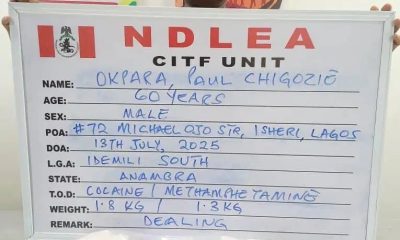 NDLEA
CITF UNIT
NAME: OKPARA, PAUL CHIGOZIE
AGE: 60 YEARS
SEX: MALE
POA: #72 MICHAEL OJO STR, ISHERI, LAGOS
DOA: 13TH JULY, 2025
L.G.A: IDEMILI SOUTH
STATE: ANAMBRA
T.O.D: COCAINE / METHAMPHETAMINE
WEIGHT: 1.8 KG / 1.3 KG
REMARK: DEALING